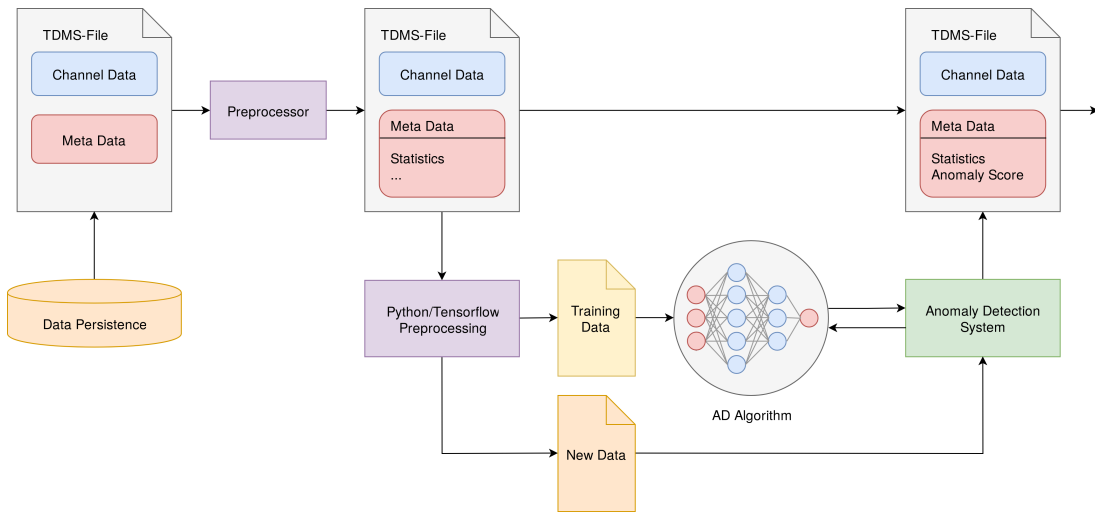 TDMS-File
Channel Data
Meta Data
Data Persistence
Preprocessor
TDMS-File
Channel Data
Meta Data
Statistics
...
Python/Tensorflow
Preprocessing
Training
Data
New Data
AD Algorithm
TDMS-File
Channel Data
Meta Data
Statistics
Anomaly Score
Anomaly Detection
System